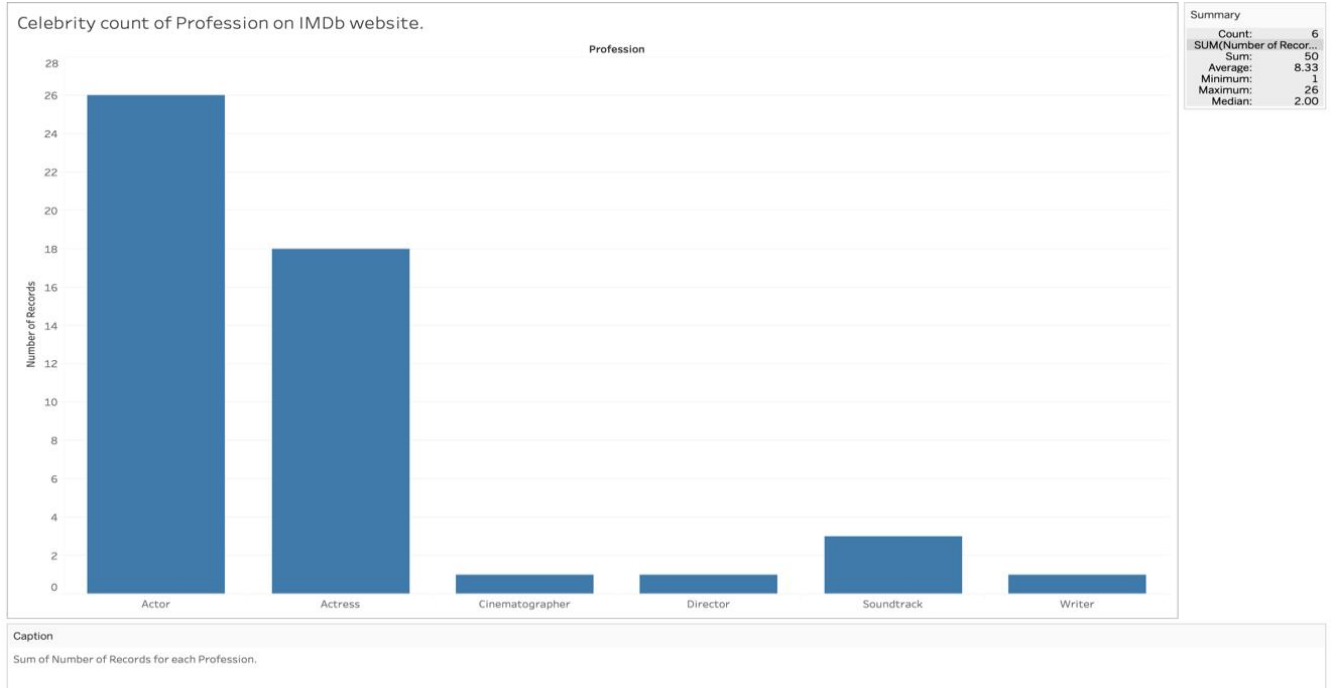 Celebrity count of Profession on IMDb website.
Profession
28
26
24
22
20
18
16
14
12
10
8
6
4
2
0
Number of Records
Actor Actress Cinematographer Director Soundtrack Writer
Summary
Count: 6
SUM(Number of Recor...
Sum: 50
Average: 8.33
Minimum: 1
Maximum: 26
Median: 2.00
Caption
Sum of Number of Records for each Profession.